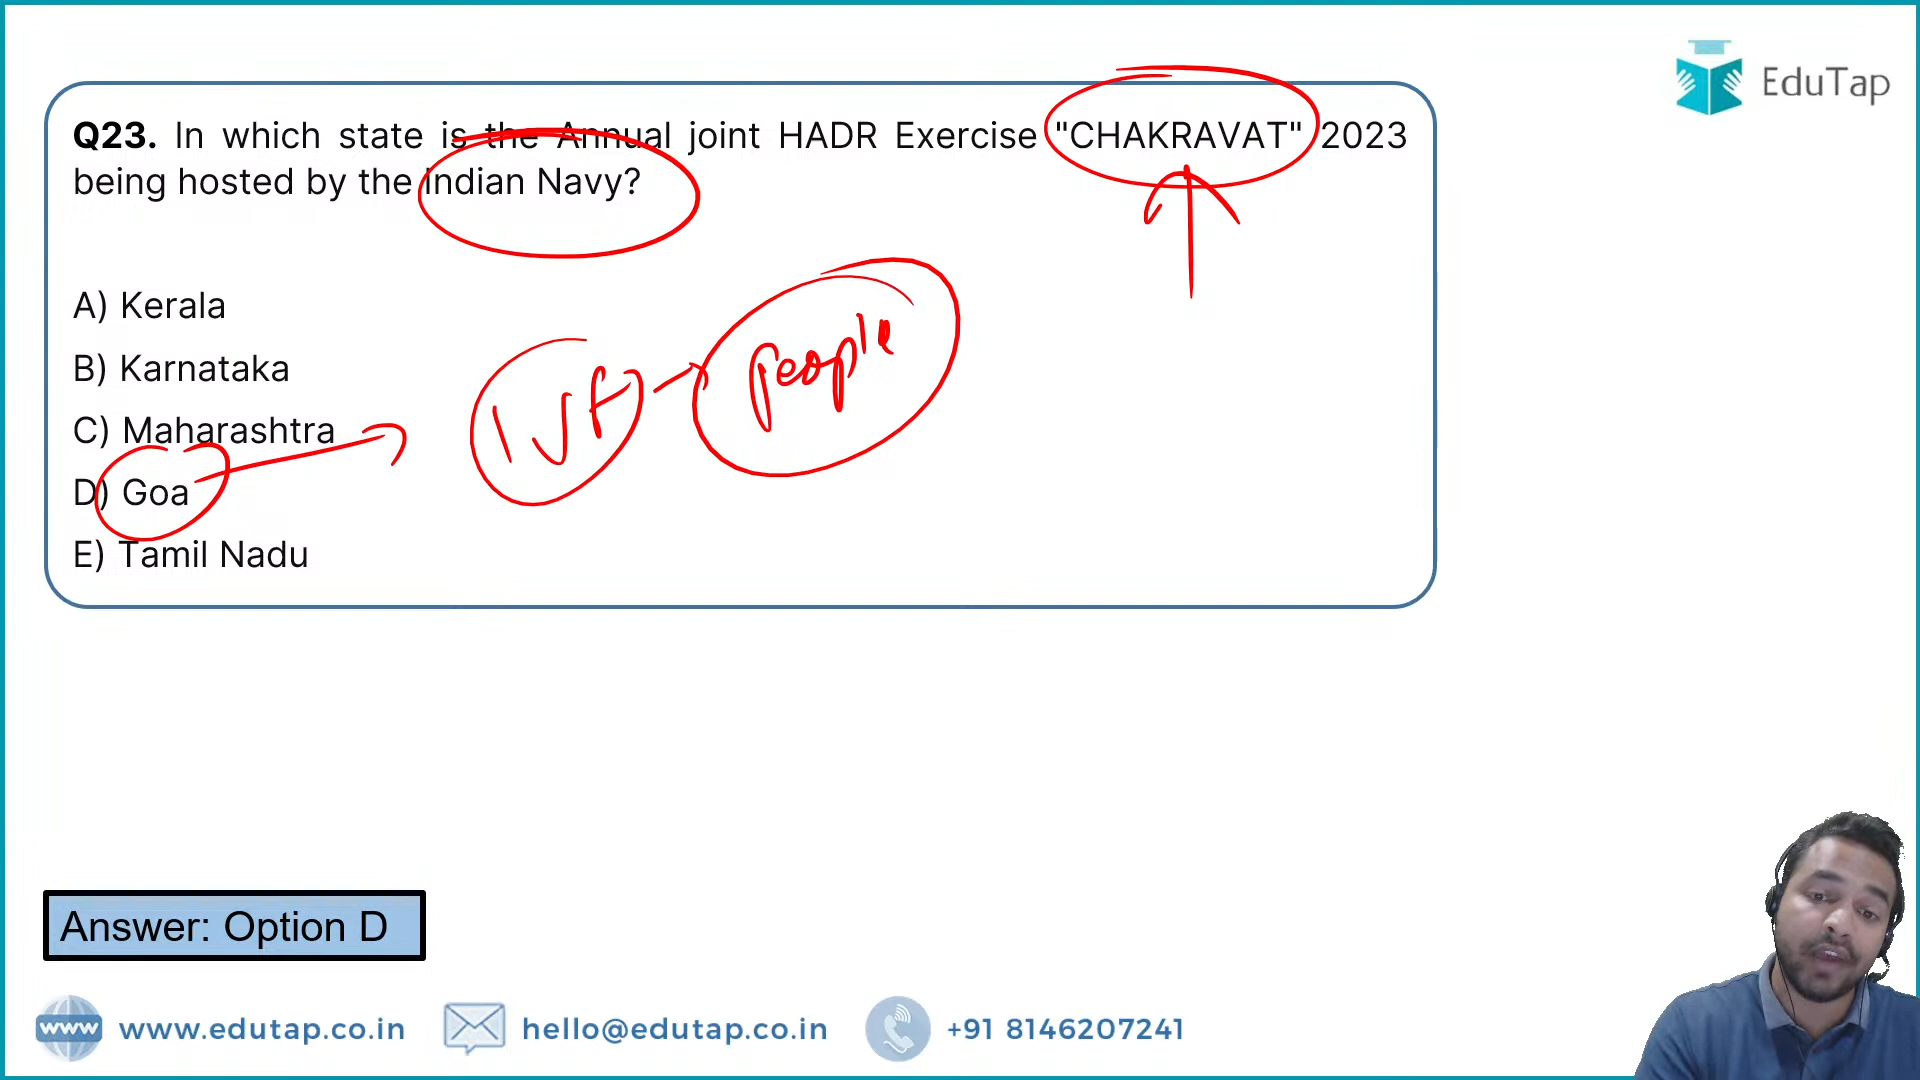 EduTap
Q23. In which state is the Annual joint HADR Exercise "CHAKRAVAT" 2023
being hosted by the Indian Navy?
A) Kerala
B) Karnataka
C) Maharashtra
D) Goa
E) Tamil Nadu
IVF
people
Answer: Option D
www
www.edutap.co.in
hello@edutap.co.in
+91 8146207241